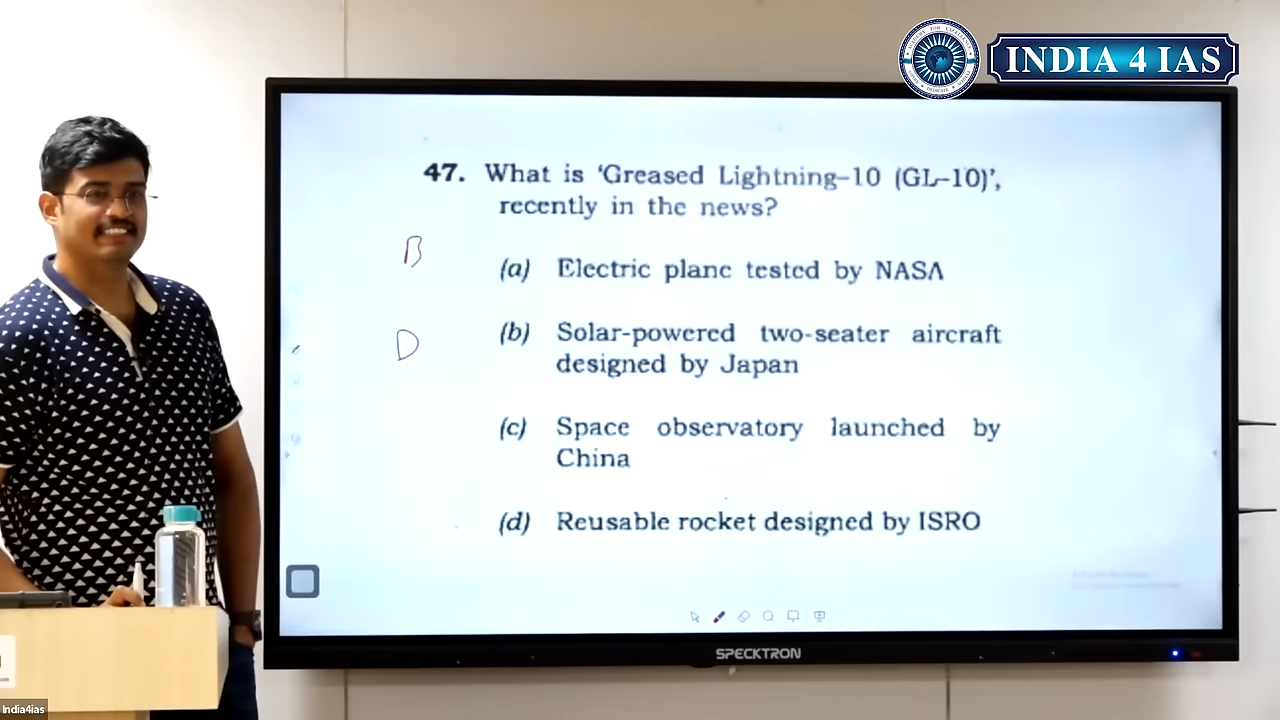 INDIA 4 IAS
47. What is ‘Greased Lightning–10 (GL–10)’,
recently in the news?
B
(a) Electric plane tested by NASA
D
(b) Solar-powered two-seater aircraft
designed by Japan
(c) Space observatory launched by
China
(d) Reusable rocket designed by ISRO
SPECKTRON
India4ias